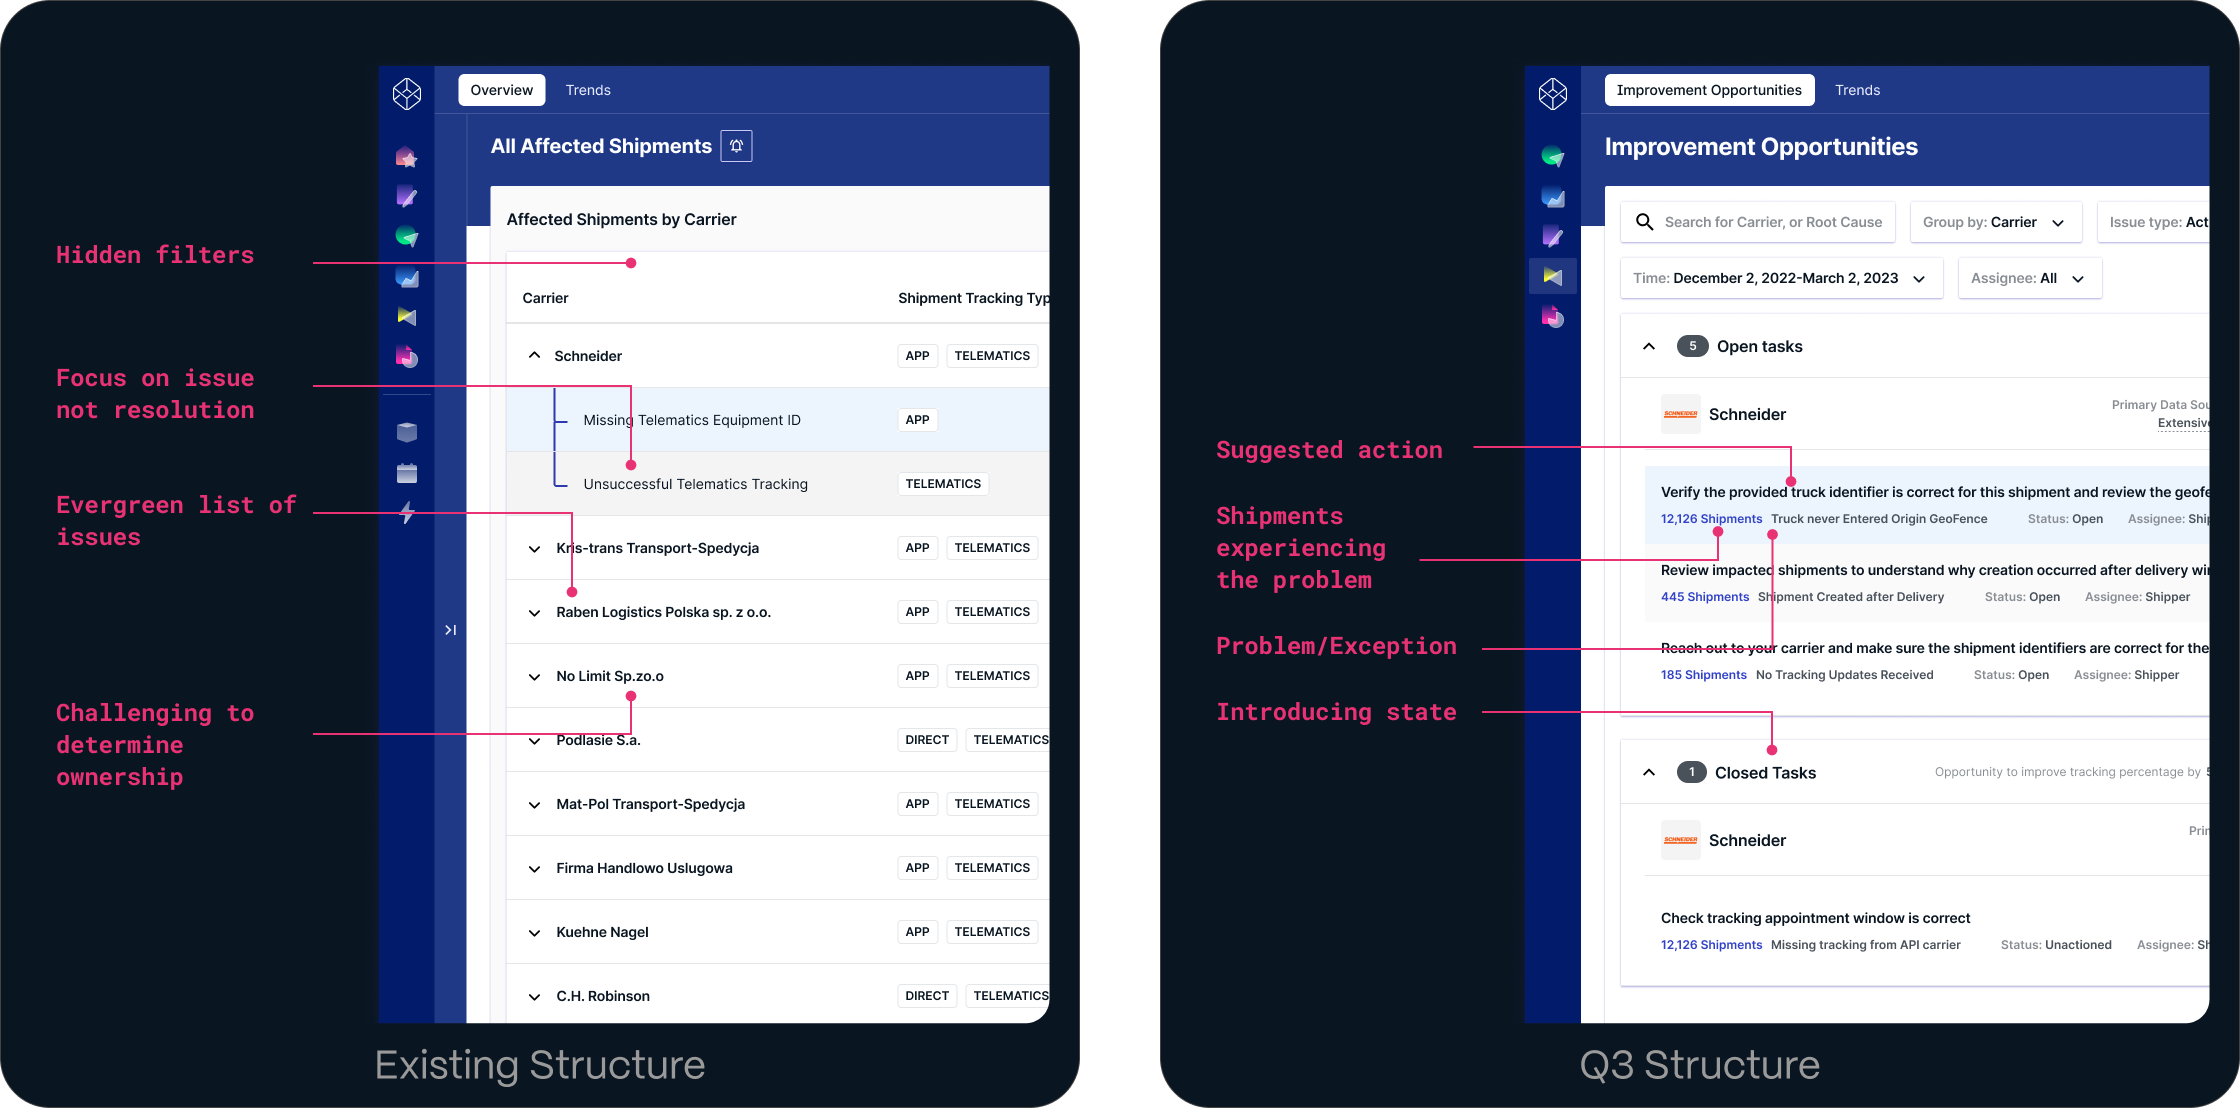 Overview
Trends
All Affected Shipments
Affected Shipments by Carrier
Hidden filters
Carrier
Shipment Tracking Typ
Schneider
APP
TELEMATICS
Focus on issue
not resolution
Missing Telematics Equipment ID
APP
Unsuccessful Telematics Tracking
TELEMATICS
Evergreen list of
issues
Kris-trans Transport-Spedycja
APP
TELEMATICS
Raben Logistics Polska sp. z o.o.
APP
TELEMATICS
No Limit Sp.zo.o
APP
TELEMATICS
Challenging to
determine
ownership
Podlasie S.a.
DIRECT
TELEMATICS
Mat-Pol Transport-Spedycja
APP
TELEMATICS
Firma Handlowo Uslugowa
APP
TELEMATICS
Kuehne Nagel
APP
TELEMATICS
C.H. Robinson
DIRECT
TELEMATICS
Existing Structure
Improvement Opportunities
Trends
Improvement Opportunities
Search for Carrier, or Root Cause
Group by: Carrier
Issue type: Act
Time: December 2, 2022-March 2, 2023
Assignee: All
5 Open tasks
SCHNEIDER
Schneider
Primary Data Sou
Extensive
Suggested action
Verify the provided truck identifier is correct for this shipment and review the geofe
12,126 Shipments Truck never Entered Origin GeoFence Status: Open Assignee: Ship
Shipments
experiencing
the problem
Review impacted shipments to understand why creation occurred after delivery wi
445 Shipments Shipment Created after Delivery Status: Open Assignee: Shipper
Problem/Exception
Reach out to your carrier and make sure the shipment identifiers are correct for the
185 Shipments No Tracking Updates Received Status: Open Assignee: Shipper
Introducing state
1 Closed Tasks
Opportunity to improve tracking percentage by 5
SCHNEIDER
Schneider
Prin
Check tracking appointment window is correct
12,126 Shipments Missing tracking from API carrier Status: Unactioned Assignee: Sh
Q3 Structure